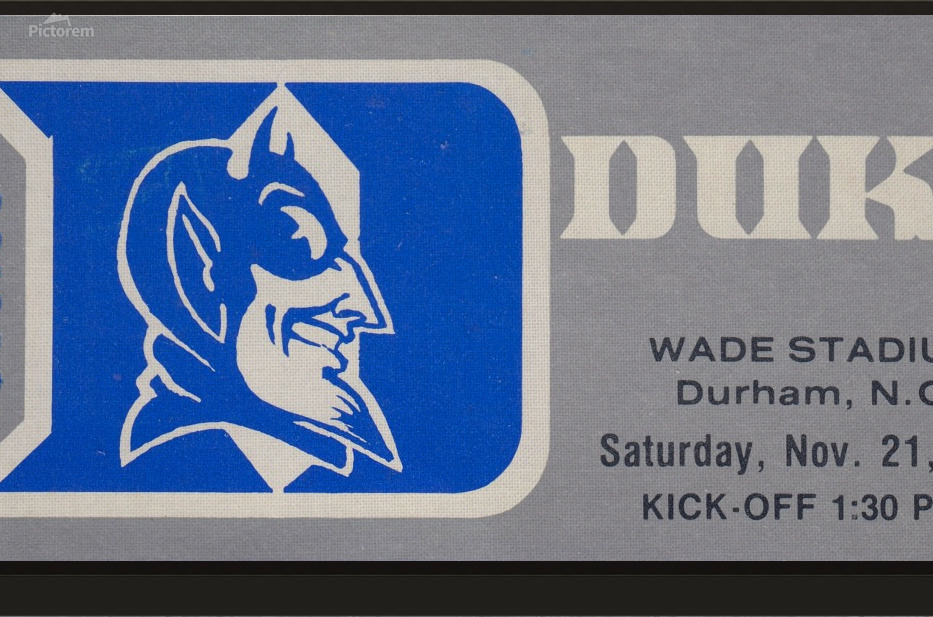 Pictorem
DUK
WADE STADIU
Durham, N.C
Saturday, Nov. 21,
KICK-OFF 1:30 P